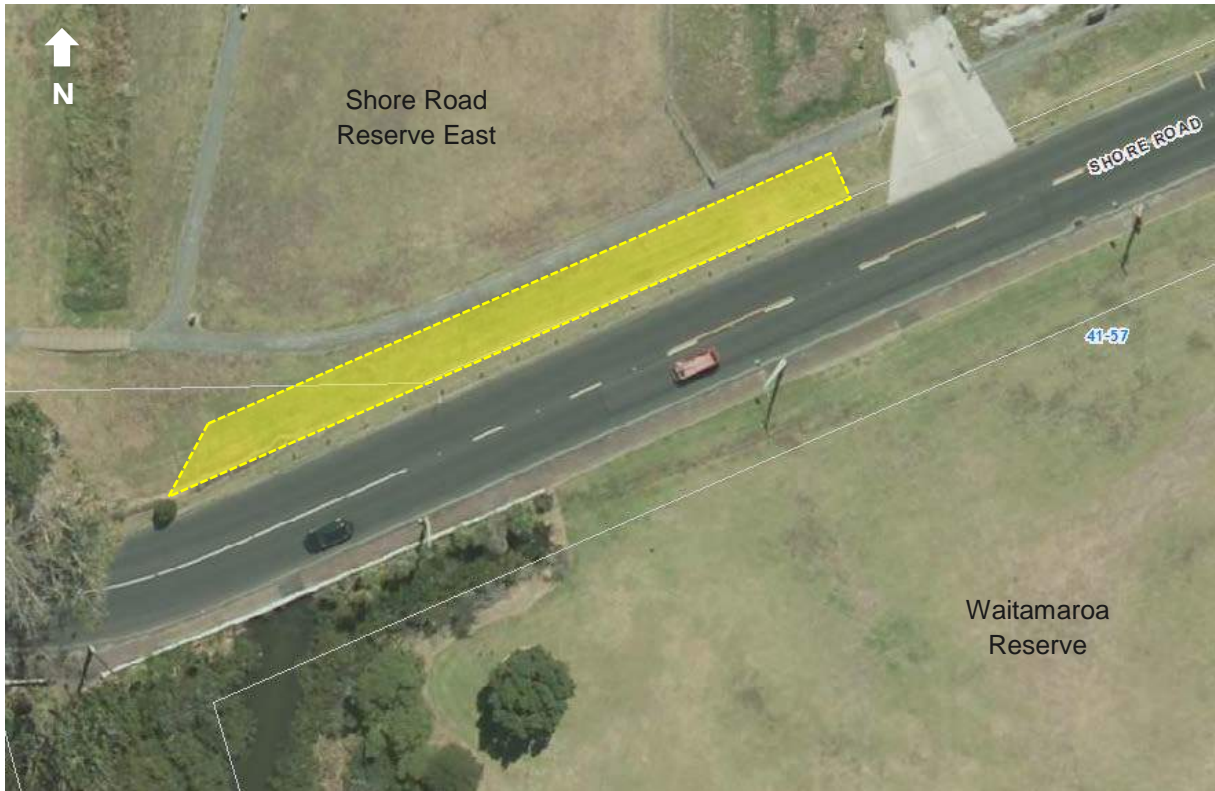 N
Shore Road
Reserve East
SHORE ROAD
41-57
Waitamaroa
Reserve